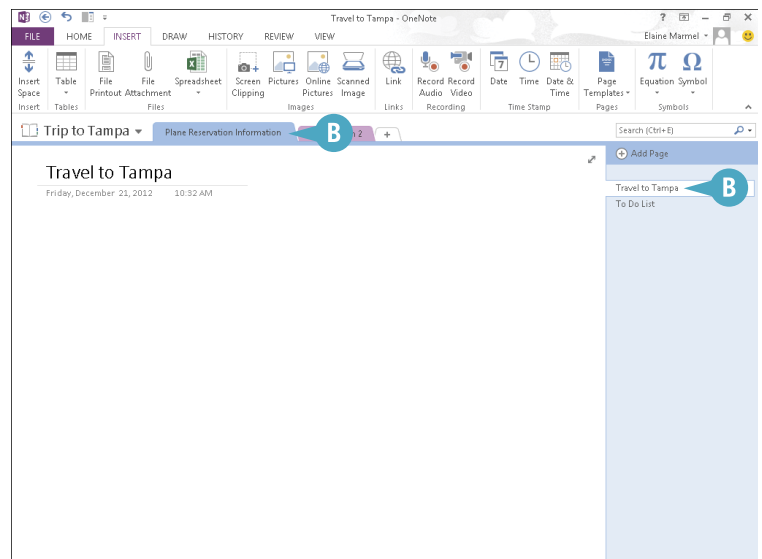 Travel to Tampa - OneNote
FILE HOME INSERT DRAW HISTORY REVIEW VIEW
Elaine Marmel
Insert Space
Table
File Printout
File Attachment
Spreadsheet
Screen Clipping
Pictures
Online Pictures
Scanned Image
Link
Record Audio
Record Video
Date
Time
Date & Time
Page Templates
Equation
Symbol
Insert Tables Files Images Links Recording Time Stamp Pages Symbols
Trip to Tampa
Plane Reservation Information
B
2
Search (Ctrl+E)
Add Page
Travel to Tampa
Friday, December 21, 2012 10:32 AM
Travel to Tampa
B
To Do List